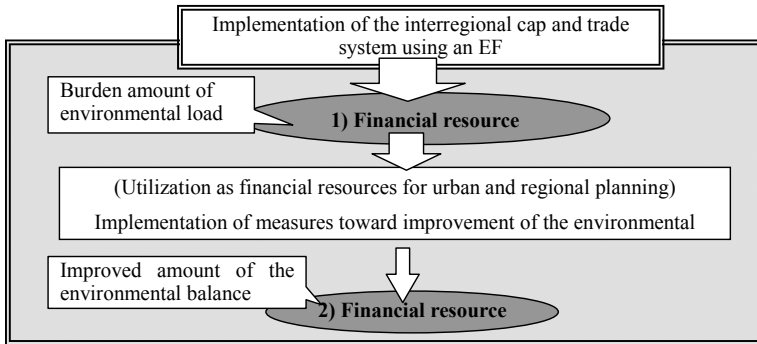 Implementation of the interregional cap and trade
system using an EF
Burden amount of
environmental load
1) Financial resource
(Utilization as financial resources for urban and regional planning)
Implementation of measures toward improvement of the environmental
Improved amount of the
environmental balance
2) Financial resource